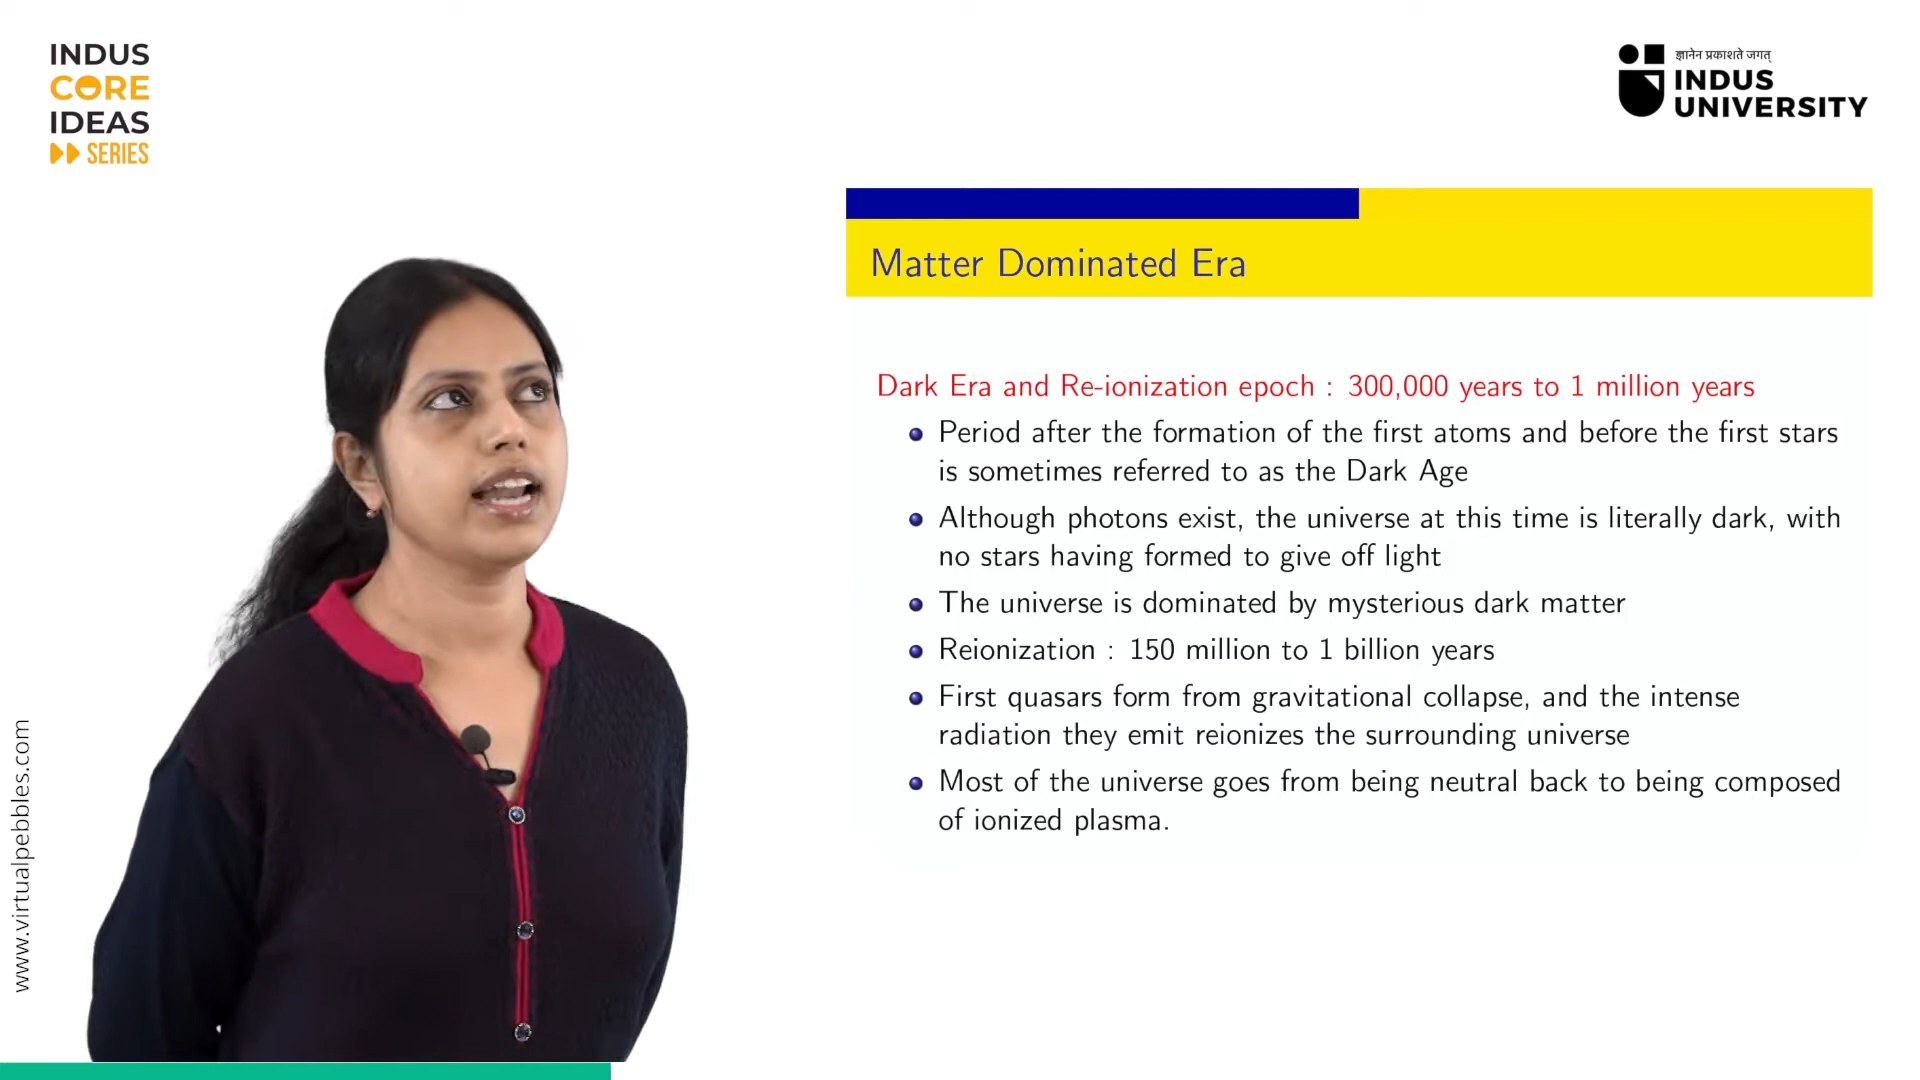 INDUS
CORE
IDEAS
SERIES
ज्ञानेन प्रकाशते जगत्
INDUS
UNIVERSITY
Matter Dominated Era
Dark Era and Re-ionization epoch : 300,000 years to 1 million years
Period after the formation of the first atoms and before the first stars
is sometimes referred to as the Dark Age
Although photons exist, the universe at this time is literally dark, with
no stars having formed to give off light
The universe is dominated by mysterious dark matter
Reionization : 150 million to 1 billion years
First quasars form from gravitational collapse, and the intense
radiation they emit reionizes the surrounding universe
Most of the universe goes from being neutral back to being composed
of ionized plasma.
www.virtualpebbles.com